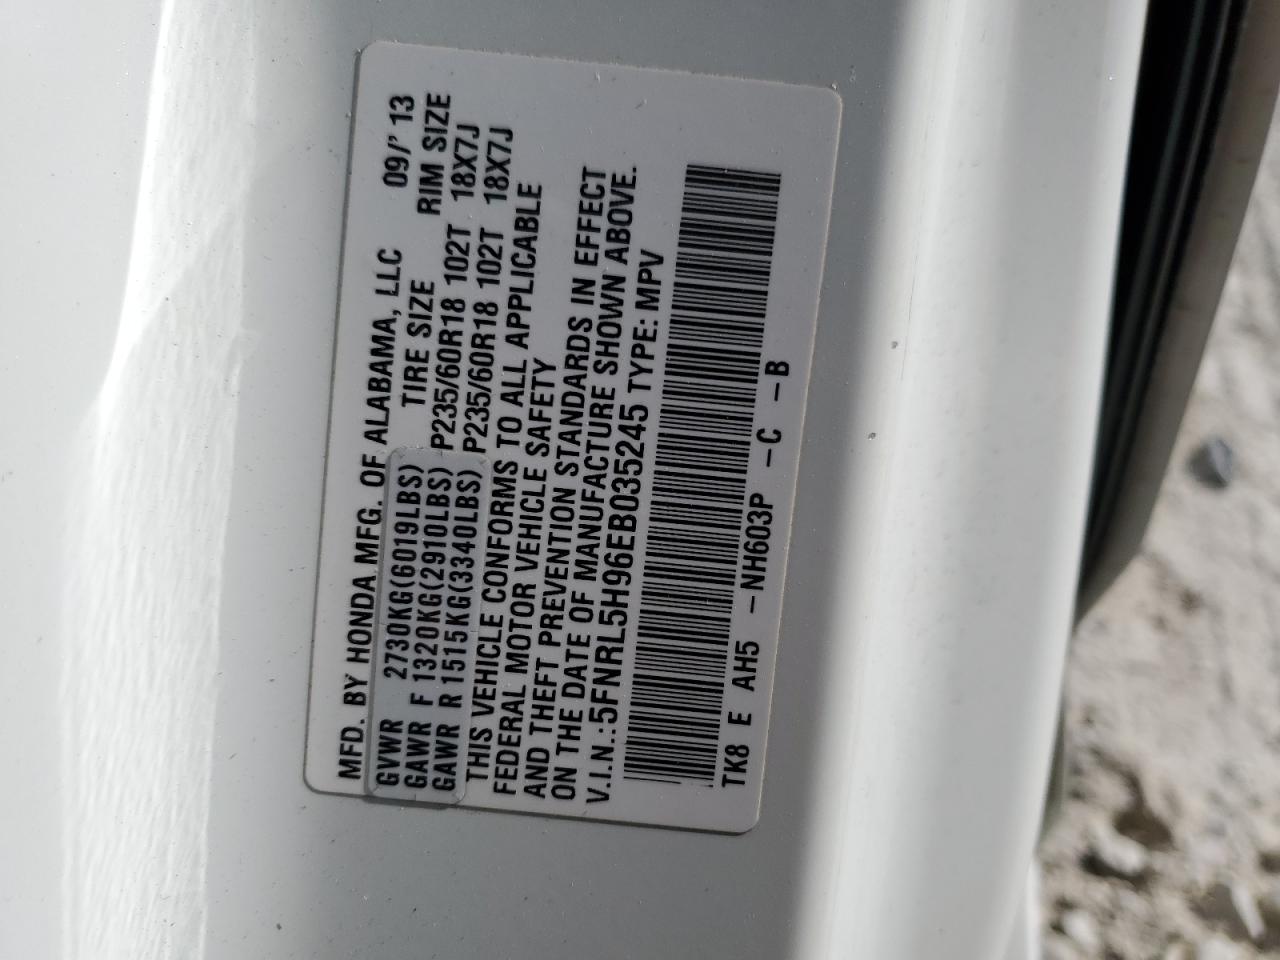 MFD. BY HONDA MFG. OF ALABAMA, LLC 09/' 13
GVWR 2730KG(6019LBS) TIRE SIZE RIM SIZE
GAWR F 1320KG(2910LBS) P235/60R18 102T 18X7J
GAWR R 1515KG(3340LBS) P235/60R18 102T 18X7J
THIS VEHICLE CONFORMS TO ALL APPLICABLE
FEDERAL MOTOR VEHICLE SAFETY
AND THEFT PREVENTION STANDARDS IN EFFECT
ON THE DATE OF MANUFACTURE SHOWN ABOVE.
V.I.N.:5FNRL5H96EB035245 TYPE: MPV
TK8 E AH5 -NH603P -C -B